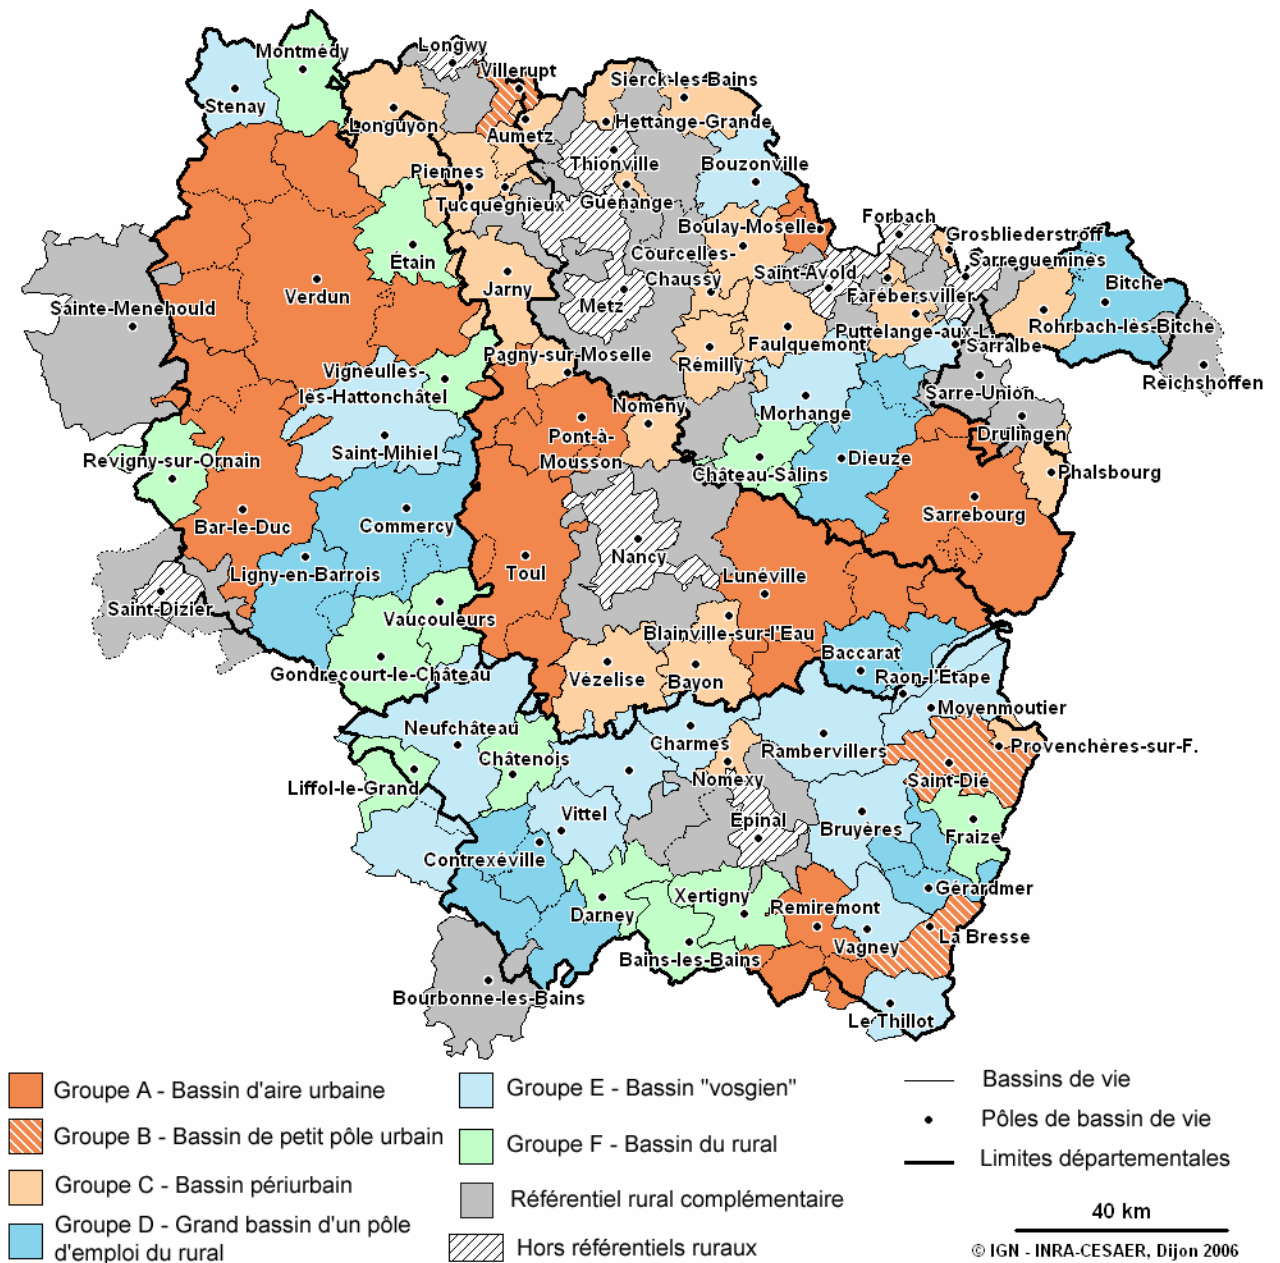 Montmédy
Longwy
Stenay
Villerupt
Sierck-les-Bains
Longuyon
Aumetz
Hettange-Grande
Thionville
Bouzonville
Piennes
Tucquegnieux
Guénange
Étain
Boulay-Moselle
Forbach
Grosbliederstroff
Courcelles-
Chaussy
Saint-Avold
Sarreguemines
Verdun
Jarny
Metz
Farébersviller
Bitche
Sainte-Menehould
Puttelange-aux-L.
Rohrbach-lès-Bitche
Pagny-sur-Moselle
Rémilly
Faulquemont
Sarralbe
Vigneulles-
lès-Hattonchâtel
Reichshoffen
Sarre-Union
Nomeny
Morhange
Pont-à-
Mousson
Drulingen
Saint-Mihiel
Revigny-sur-Ornain
Château-Salins
Dieuze
Phalsbourg
Bar-le-Duc
Commercy
Sarrebourg
Nancy
Ligny-en-Barrois
Toul
Lunéville
Saint-Dizier
Vaucouleurs
Blainville-sur-l'Eau
Baccarat
Gondrecourt-le-Château
Vézelise
Bayon
Raon-l'Étape
Moyenmoutier
Neufchâteau
Charmes
Rambervillers
Provenchères-sur-F.
Châtenois
Liffol-le-Grand
Nomexy
Saint-Dié
Vittel
Épinal
Bruyères
Fraize
Contrexéville
Gérardmer
Darney
Xertigny
Remiremont
Vagney
La Bresse
Bains-les-Bains
Bourbonne-les-Bains
Le Thillot
Groupe A - Bassin d'aire urbaine
Groupe B - Bassin de petit pôle urbain
Groupe C - Bassin périurbain
Groupe D - Grand bassin d'un pôle
d'emploi du rural
Groupe E - Bassin "vosgien"
Groupe F - Bassin du rural
Référentiel rural complémentaire
Hors référentiels ruraux
Bassins de vie
Pôles de bassin de vie
Limites départementales
40 km
© IGN - INRA-CESAER, Dijon 2006